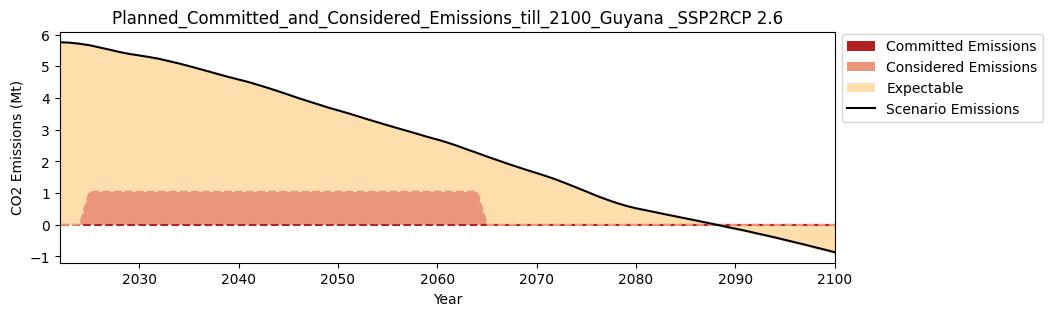 Planned_Committed_and_Considered_Emissions_till_2100_Guyana _SSP2RCP 2.6
6
5
4
3
2
1
0
−1
CO2 Emissions (Mt)
2030
2040
2050
2060
2070
2080
2090
2100
Year
Committed Emissions
Considered Emissions
Expectable
Scenario Emissions